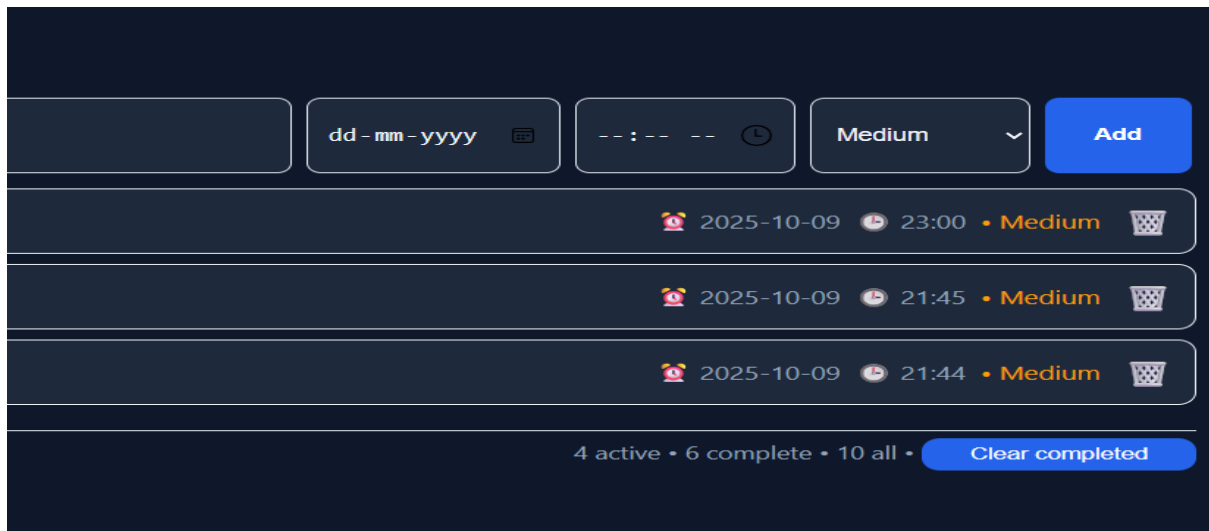 dd-mm-yyyy --:-- -- Medium Add
2025-10-09 23:00 • Medium
2025-10-09 21:45 • Medium
2025-10-09 21:44 • Medium
4 active • 6 complete • 10 all • Clear completed